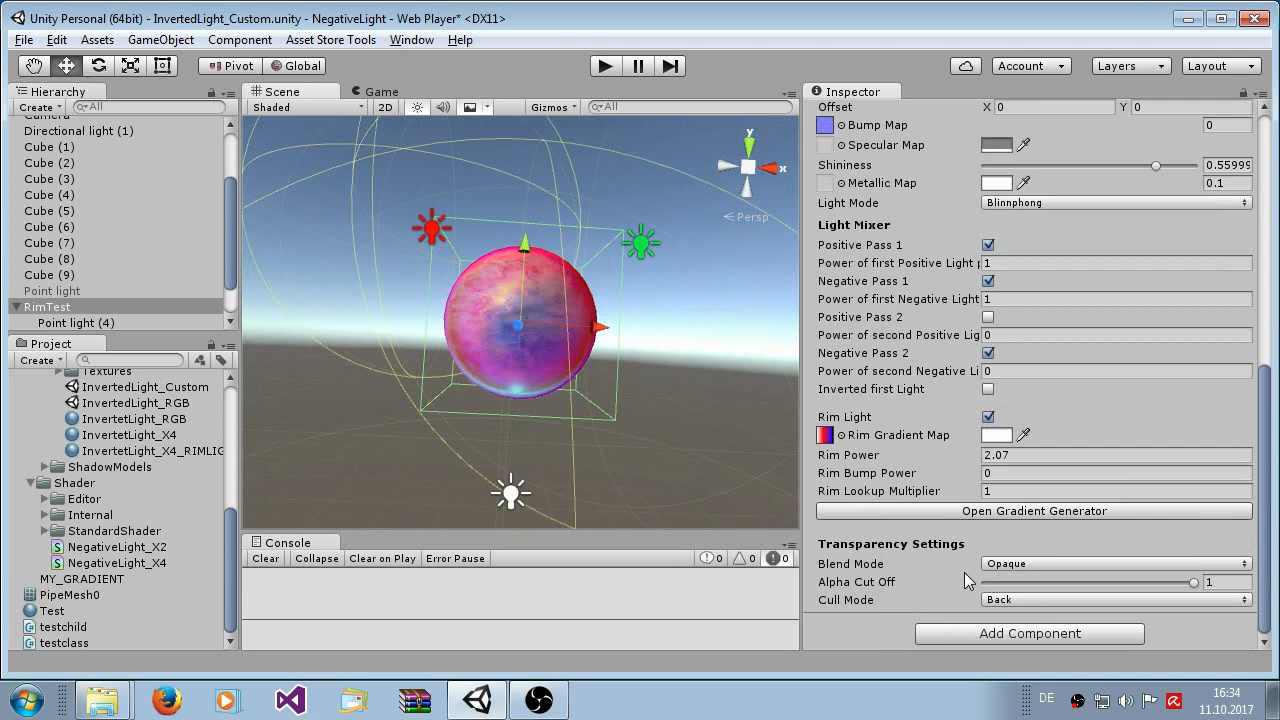 Unity Personal (64bit) - InvertedLight_Custom.unity - NegativeLight - Web Player* <DX11>
File Edit Assets GameObject Component Asset Store Tools Window Help
Pivot Global Account Layers Layout
Hierarchy
Create All
Camera
Directional light (1)
Cube (1)
Cube (2)
Cube (3)
Cube (4)
Cube (5)
Cube (6)
Cube (7)
Cube (8)
Cube (9)
Point light
RimTest
Point light (4)
Project
Create
Textures
InvertedLight_Custom
InvertedLight_RGB
InvertetLight_RGB
InvertetLight_X4
InvertetLight_X4_RIMLIG
ShadowModels
Shader
Editor
Internal
StandardShader
NegativeLight_X2
NegativeLight_X4
MY_GRADIENT
PipeMesh0
Test
testchild
testclass
Scene Game
Shaded 2D Gizmos All
y
x
Persp
Console
Clear Collapse Clear on Play Error Pause 0 0 0
Inspector
Offset X 0 Y 0
Bump Map 0
Specular Map
Shininess 0.55999
Metallic Map 0.1
Light Mode Blinnphong
Light Mixer
Positive Pass 1
Power of first Positive Light 1
Negative Pass 1
Power of first Negative Light 1
Positive Pass 2
Power of second Positive Lig 0
Negative Pass 2
Power of second Negative Li 0
Inverted first Light
Rim Light
Rim Gradient Map
Rim Power 2.07
Rim Bump Power 0
Rim Lookup Multiplier 1
Open Gradient Generator
Transparency Settings
Blend Mode Opaque
Alpha Cut Off 1
Cull Mode Back
Add Component
DE 16:34
11.10.2017